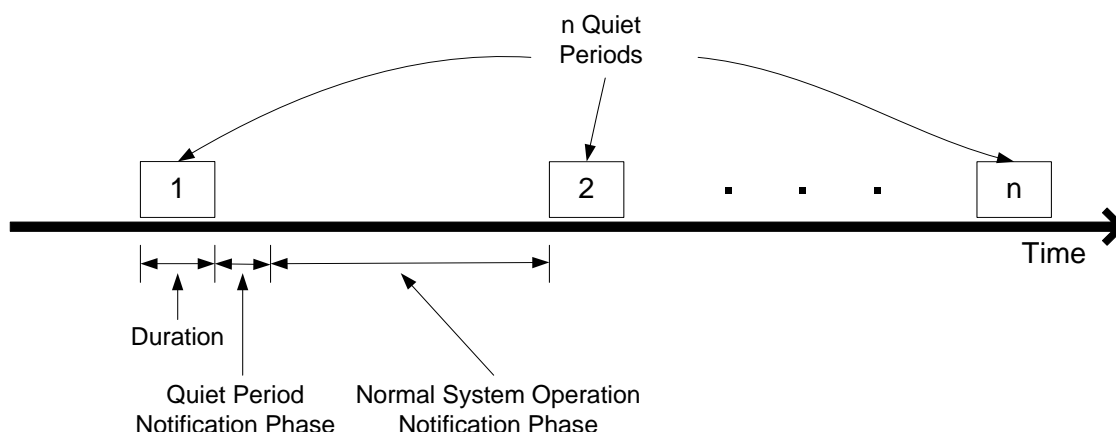 n Quiet
Periods
1
2
. . .
n
Time
Duration
Quiet Period
Notification Phase
Normal System Operation
Notification Phase